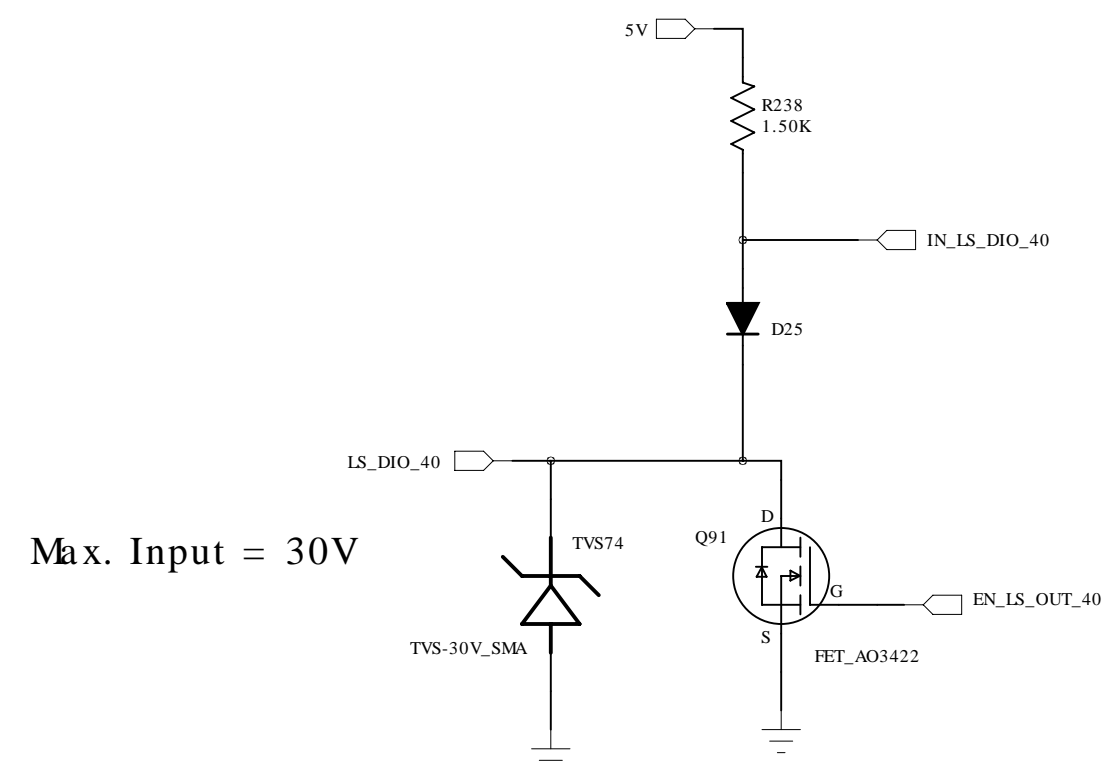 5V
R238
1.50K
IN_LS_DIO_40
D25
LS_DIO_40
Max. Input = 30V
TVS74
TVS-30V_SMA
Q91
D
G
S
EN_LS_OUT_40
FET_AO3422